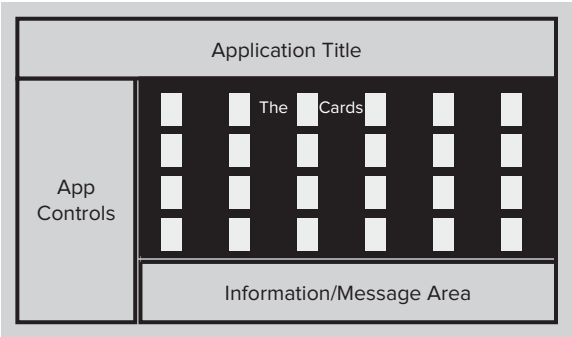 Application Title
The Cards
App
Controls
Information/Message Area